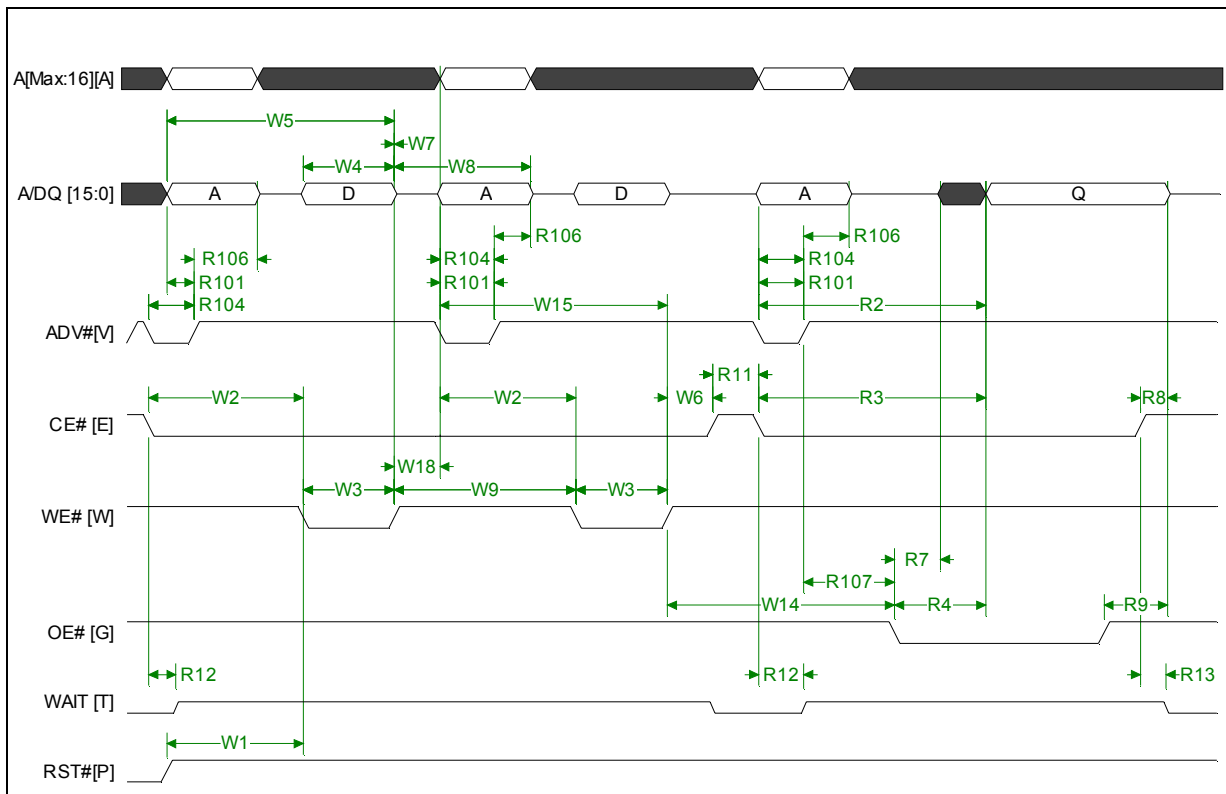 A[Max:16][A]
W5
W7
W4 W8
A/DQ [15:0] A D A D A Q
R106 R106
R106 R104 R104
R101 R101 R101
R104 W15 R2
ADV#[V]
R11
W2 W2 W6 R3 R8
CE# [E]
W18
W3 W9 W3
WE# [W]
R7
R107
W14 R4 R9
OE# [G]
R12 R12 R13
WAIT [T]
W1
RST#[P]